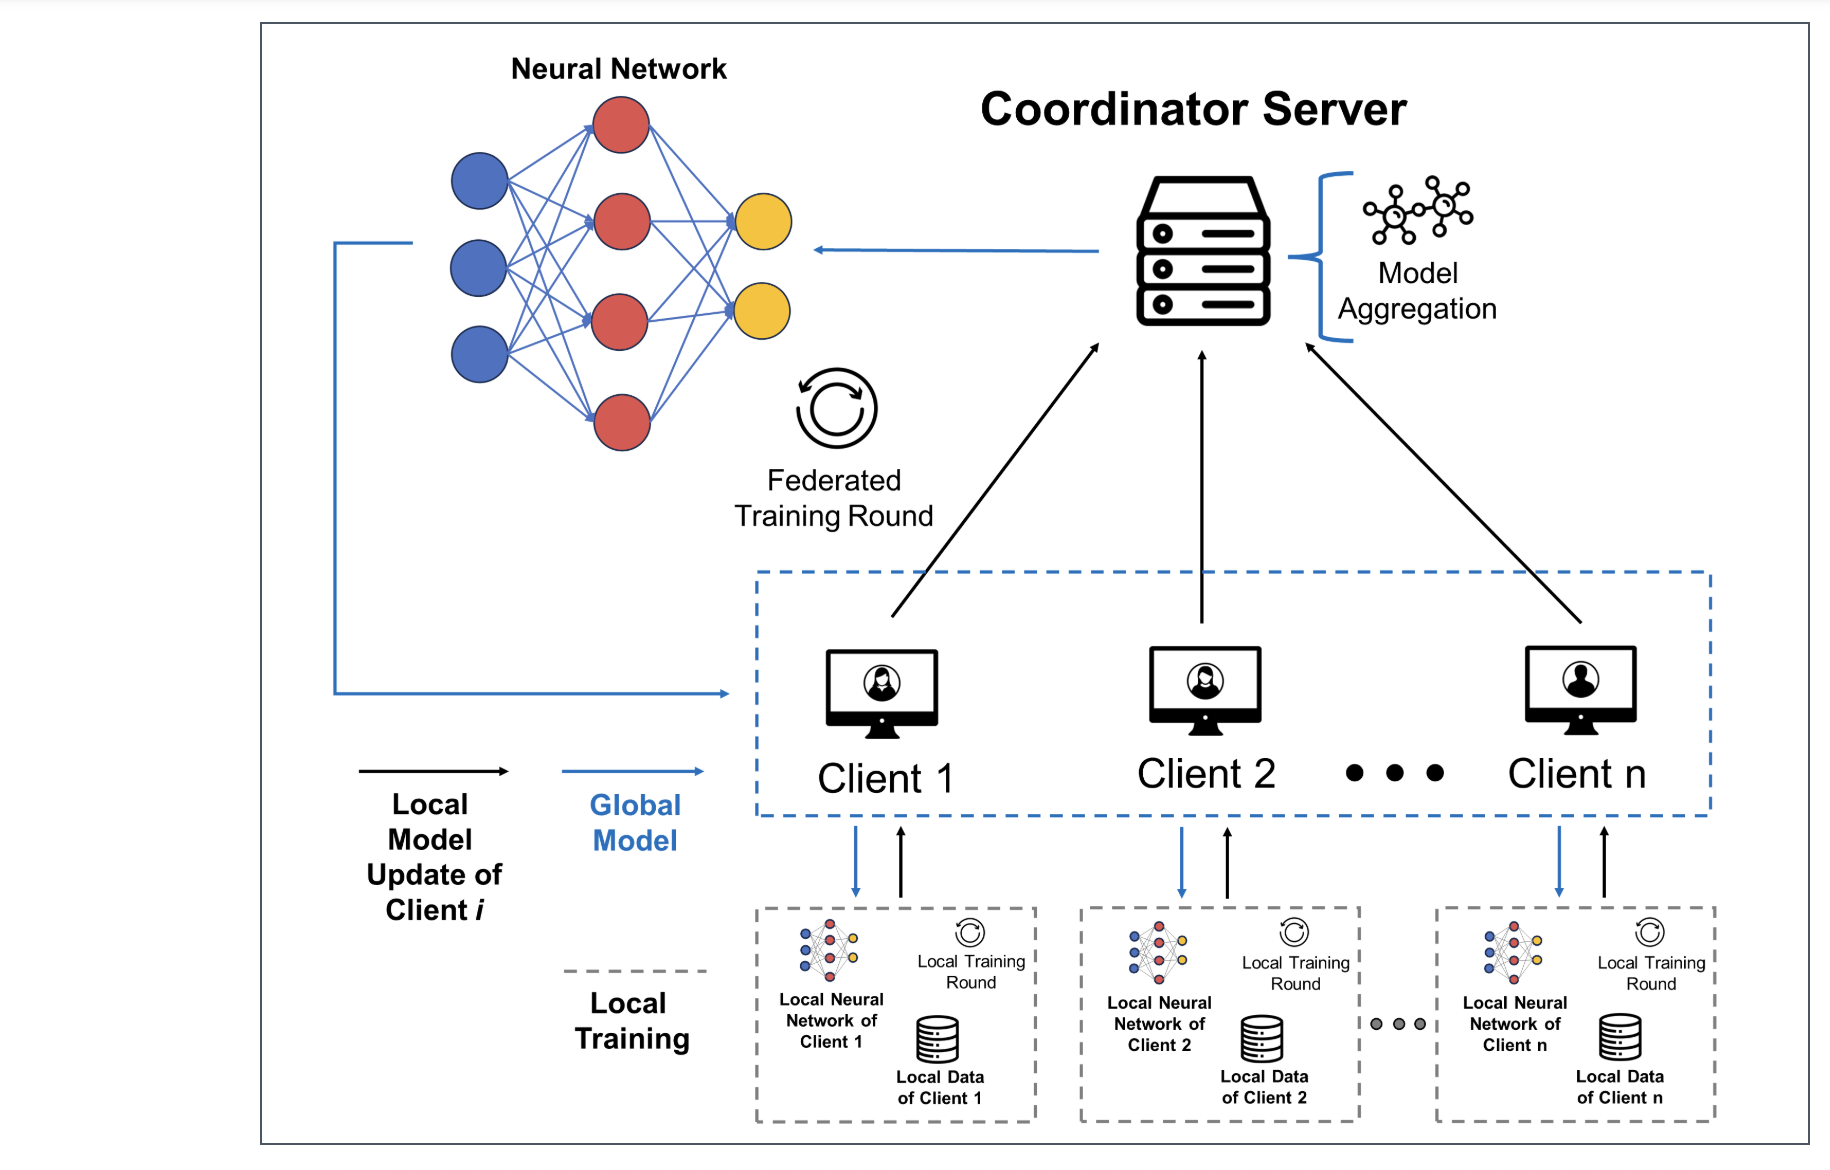 Neural Network
Coordinator Server
Model
Aggregation
Federated
Training Round
Client 1
Client 2
Client n
Local
Model
Update of
Client i
Global
Model
Local
Training
Local Training
Round
Local Neural
Network of
Client 1
Local Data
of Client 1
Local Training
Round
Local Neural
Network of
Client 2
Local Data
of Client 2
Local Training
Round
Local Neural
Network of
Client n
Local Data
of Client n